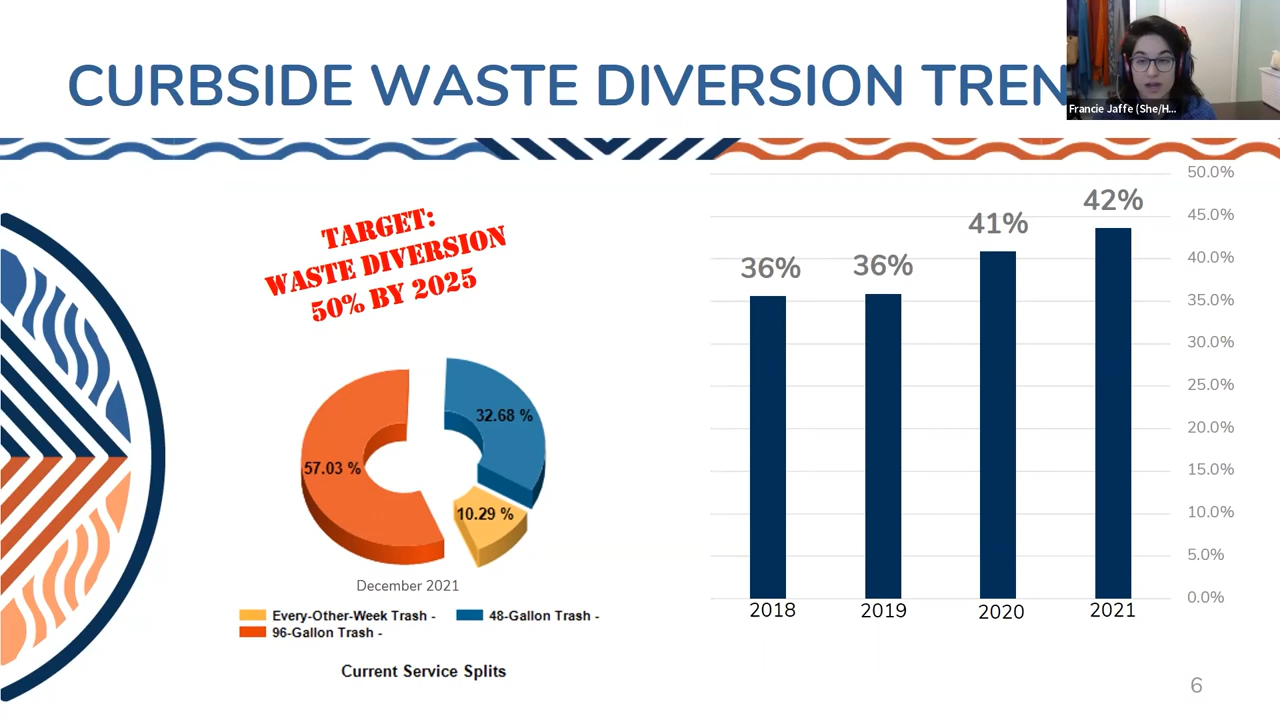 CURBSIDE WASTE DIVERSION TREN
Francie Jaffe (She/H...
TARGET:
WASTE DIVERSION
50% BY 2025
57.03 %
32.68 %
10.29 %
December 2021
Every-Other-Week Trash -
48-Gallon Trash -
96-Gallon Trash -
Current Service Splits
36%
36%
41%
42%
50.0%
45.0%
40.0%
35.0%
30.0%
25.0%
20.0%
15.0%
10.0%
5.0%
0.0%
2018
2019
2020
2021
6